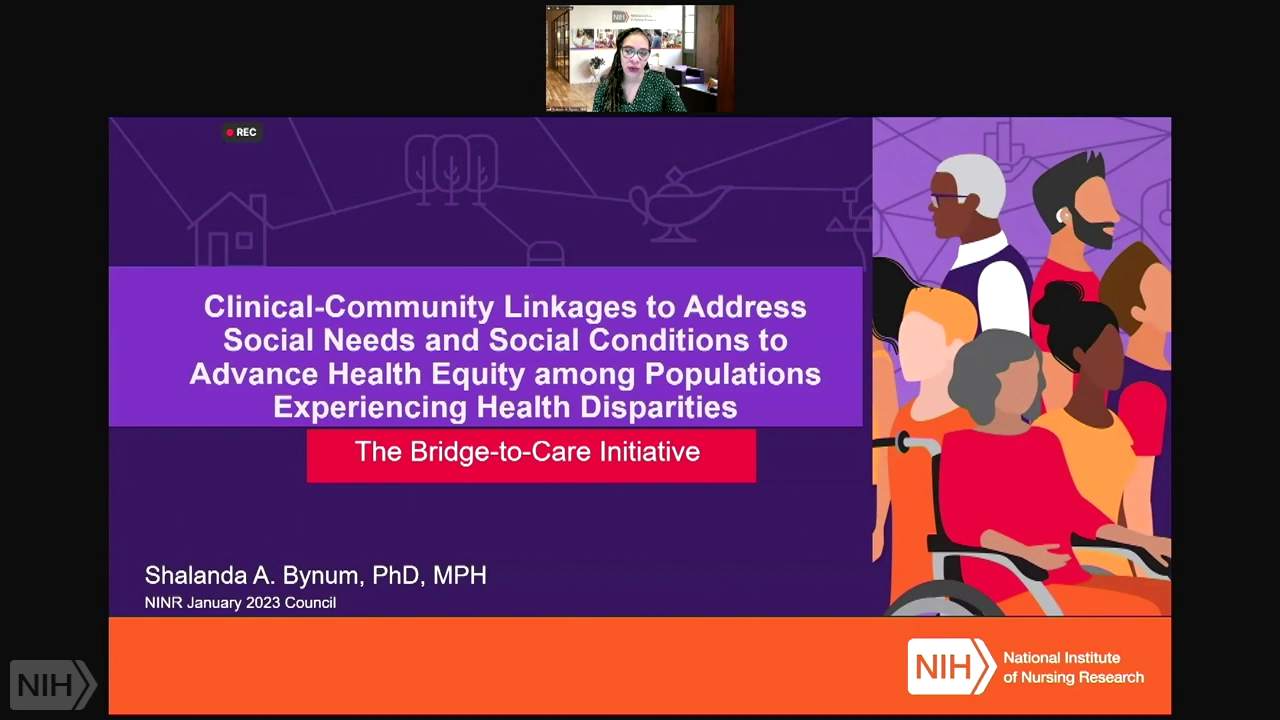 NIH
REC
Clinical-Community Linkages to Address
Social Needs and Social Conditions to
Advance Health Equity among Populations
Experiencing Health Disparities
The Bridge-to-Care Initiative
Shalanda A. Bynum, PhD, MPH
NINR January 2023 Council
NIH
National Institute
of Nursing Research
NIH